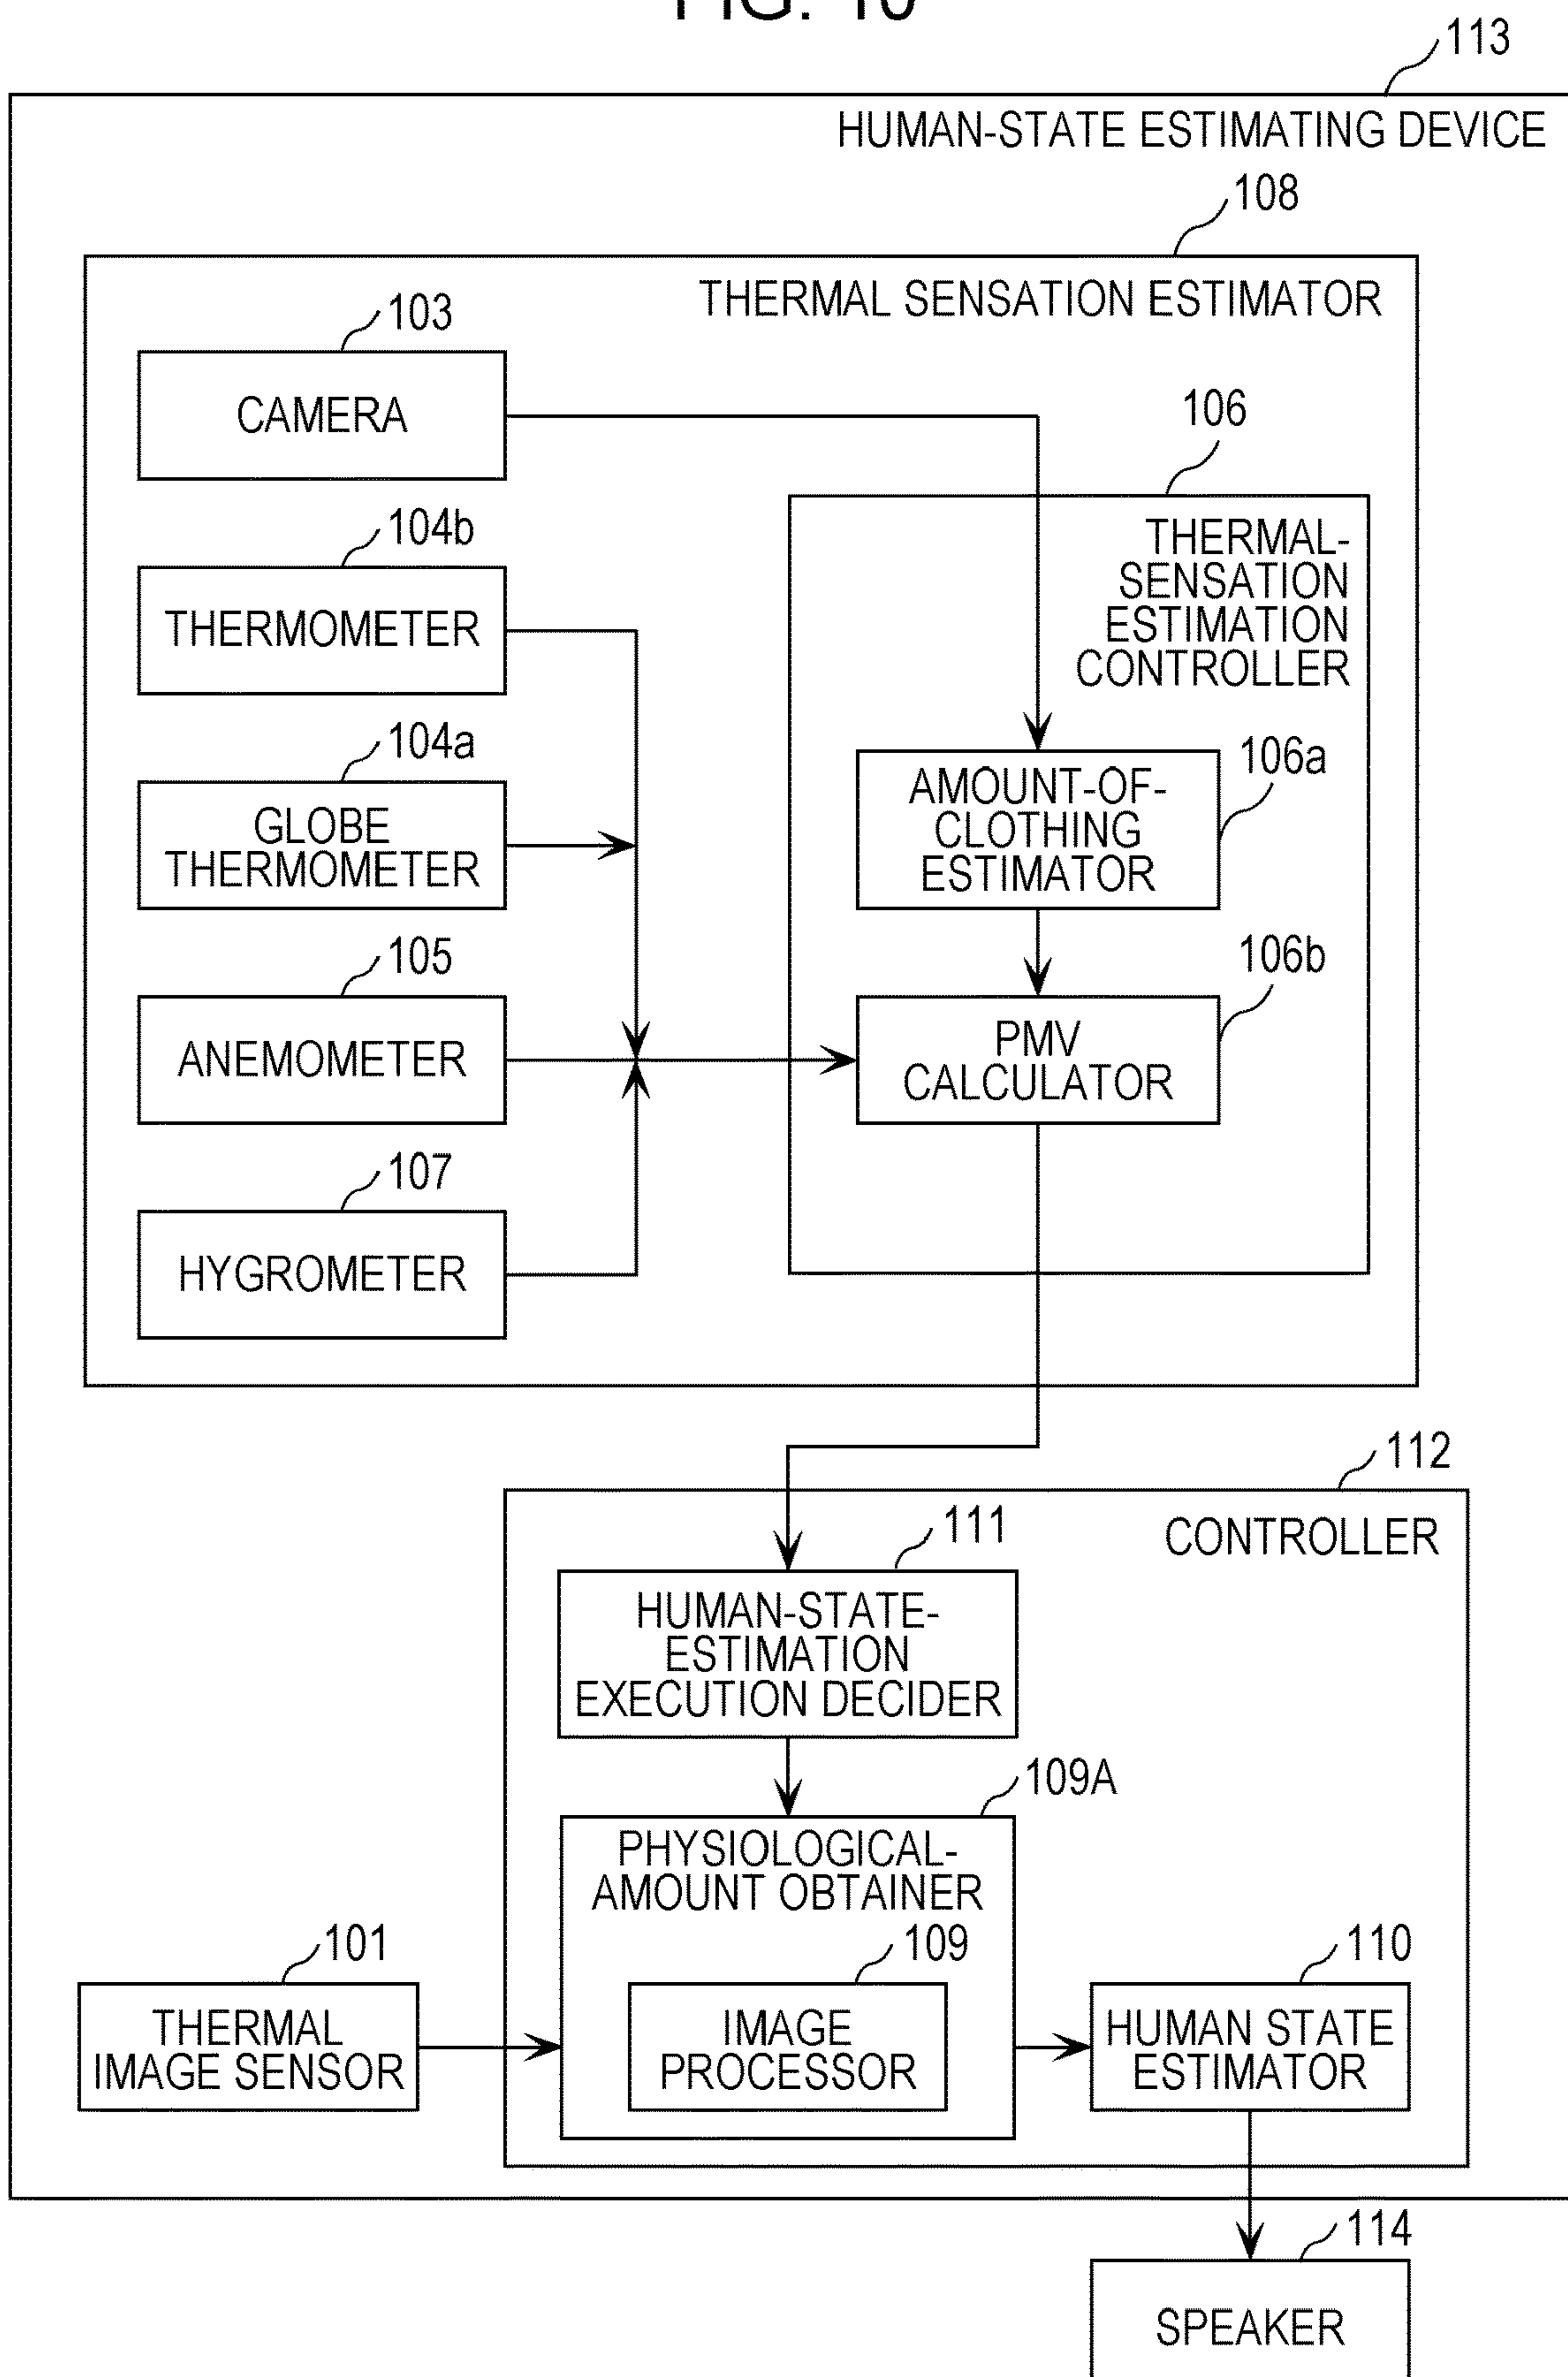 FIG. 10
113
HUMAN-STATE ESTIMATING DEVICE
108
THERMAL SENSATION ESTIMATOR
103
CAMERA
106
THERMAL-
SENSATION
ESTIMATION
CONTROLLER
104b
THERMOMETER
104a
GLOBE
THERMOMETER
106a
AMOUNT-OF-
CLOTHING
ESTIMATOR
105
ANEMOMETER
106b
PMV
CALCULATOR
107
HYGROMETER
112
CONTROLLER
111
HUMAN-STATE-
ESTIMATION
EXECUTION DECIDER
109A
PHYSIOLOGICAL-
AMOUNT OBTAINER
101
THERMAL
IMAGE SENSOR
109
IMAGE
PROCESSOR
110
HUMAN STATE
ESTIMATOR
114
SPEAKER